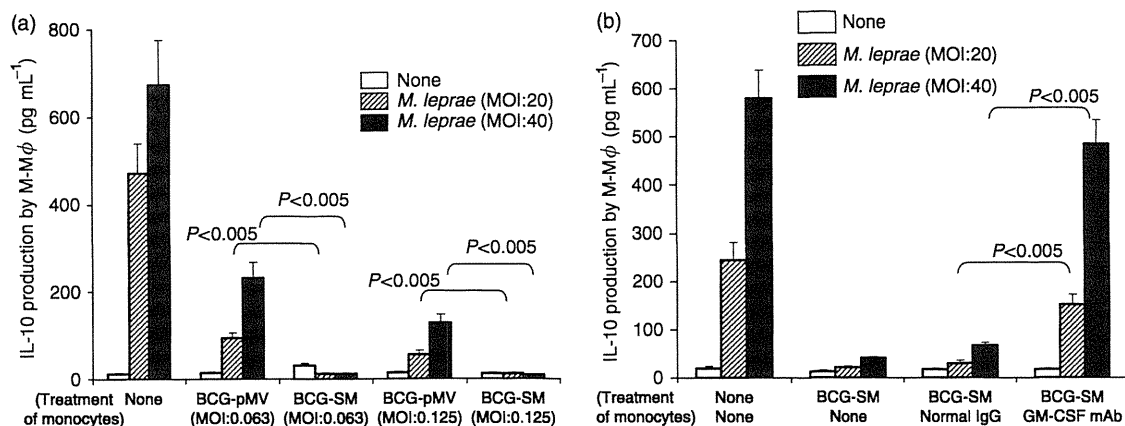 (a)
IL-10 production by M-Mϕ (pg mL⁻¹)
800
600
400
200
0
None
M. leprae (MOI:20)
M. leprae (MOI:40)
P<0.005
P<0.005
P<0.005
P<0.005
(Treatment of monocytes)
None
BCG-pMV (MOI:0.063)
BCG-SM (MOI:0.063)
BCG-pMV (MOI:0.125)
BCG-SM (MOI:0.125)
(b)
IL-10 production by M-Mϕ (pg mL⁻¹)
700
600
500
400
300
200
100
0
None
M. leprae (MOI:20)
M. leprae (MOI:40)
P<0.005
P<0.005
(Treatment of monocytes)
None None
BCG-SM None
BCG-SM Normal IgG
BCG-SM GM-CSF mAb